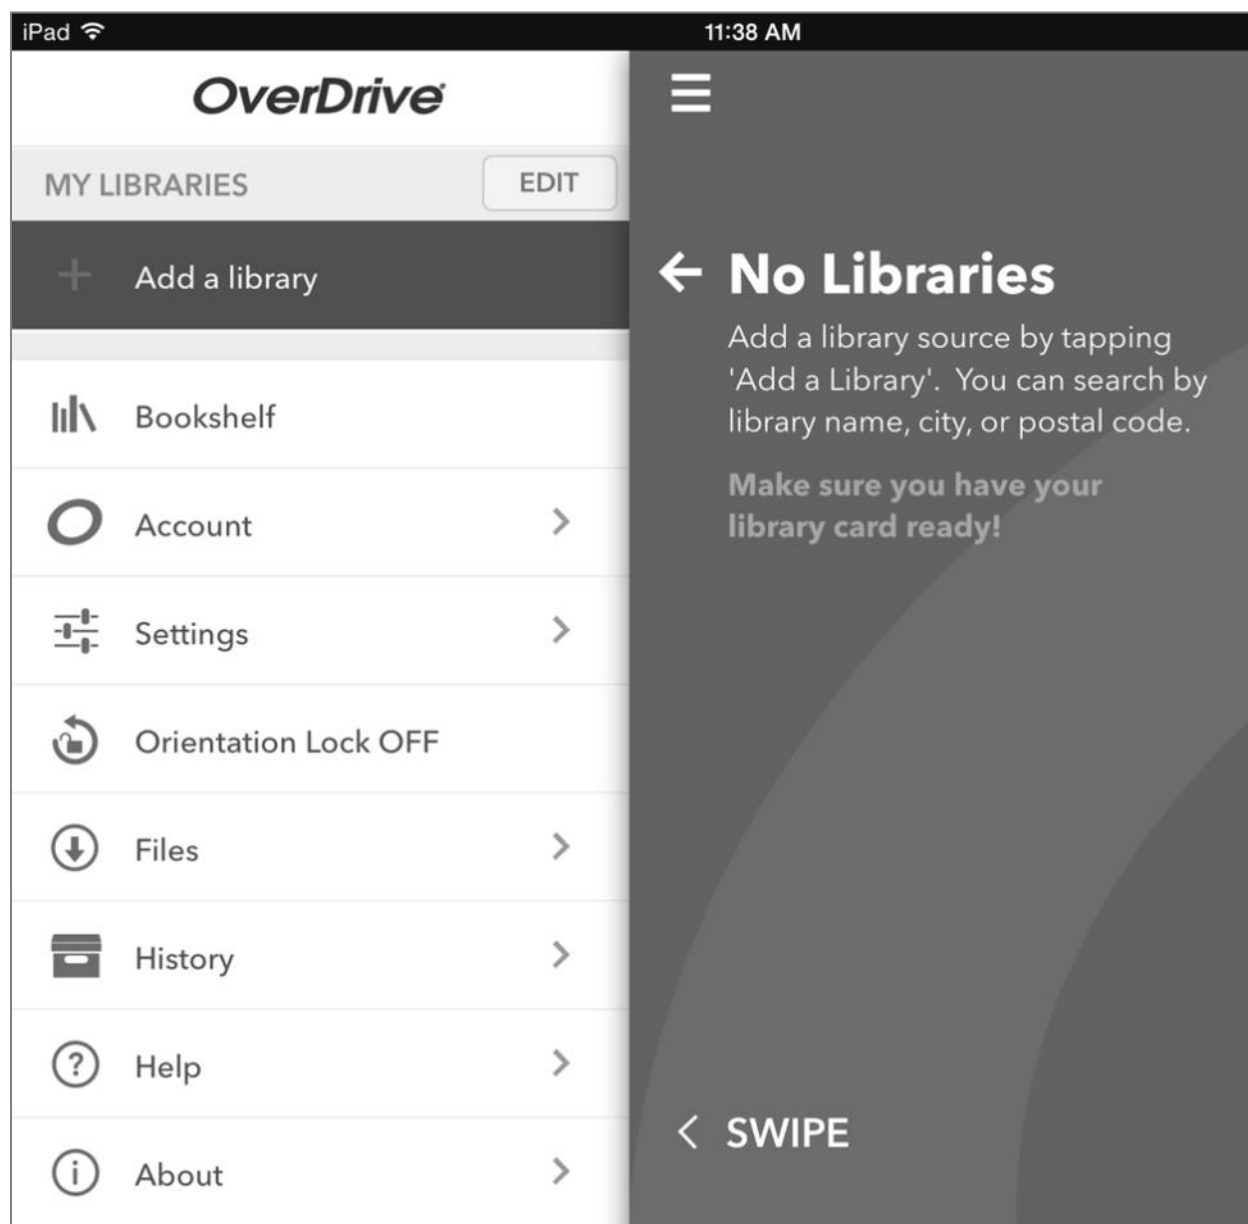 iPad
11:38 AM
OverDrive
MY LIBRARIES
EDIT
Add a library
Bookshelf
Account
Settings
Orientation Lock OFF
Files
History
Help
About
No Libraries
Add a library source by tapping
'Add a Library'.  You can search by
library name, city, or postal code.
Make sure you have your
library card ready!
SWIPE